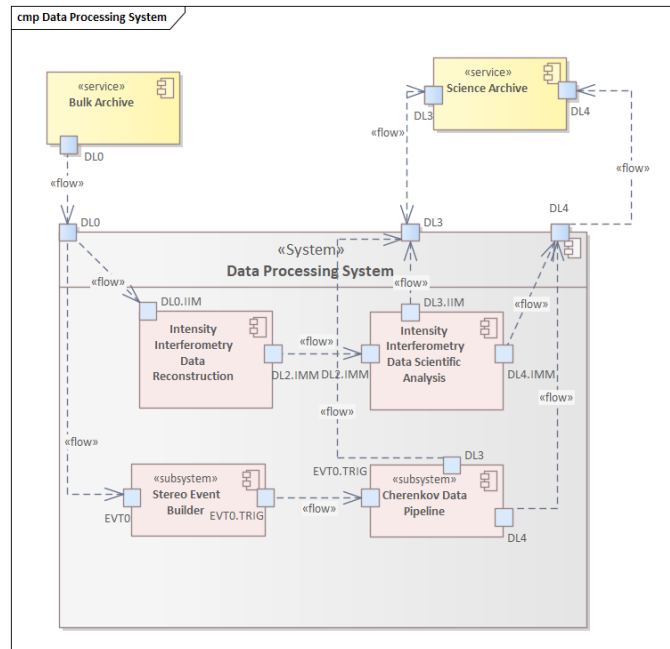 cmp Data Processing System
«service»
Bulk Archive
DL0
«flow»
DL0
«service»
Science Archive
DL3
DL4
«flow»
«flow»
DL3
DL4
«System»
Data Processing System
«flow»
DL0.IIM
Intensity
Interferometry
Data
Reconstruction
DL2.IMM
«flow»
DL2.IMM
«flow»
DL3.IIM
Intensity
Interferometry
Data Scientific
Analysis
DL4.IMM
«flow»
«flow»
«flow»
«flow»
EVT0
«subsystem»
Stereo Event
Builder
EVT0.TRIG
«flow»
EVT0.TRIG
DL3
«subsystem»
Cherenkov Data
Pipeline
DL4